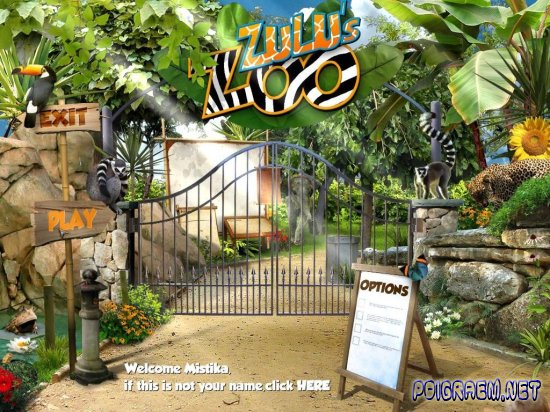 ZULU's
ZOO
EXIT
PLAY
OPTIONS
Welcome Mistika,
if this is not your name click HERE
POIGRAEM.NET